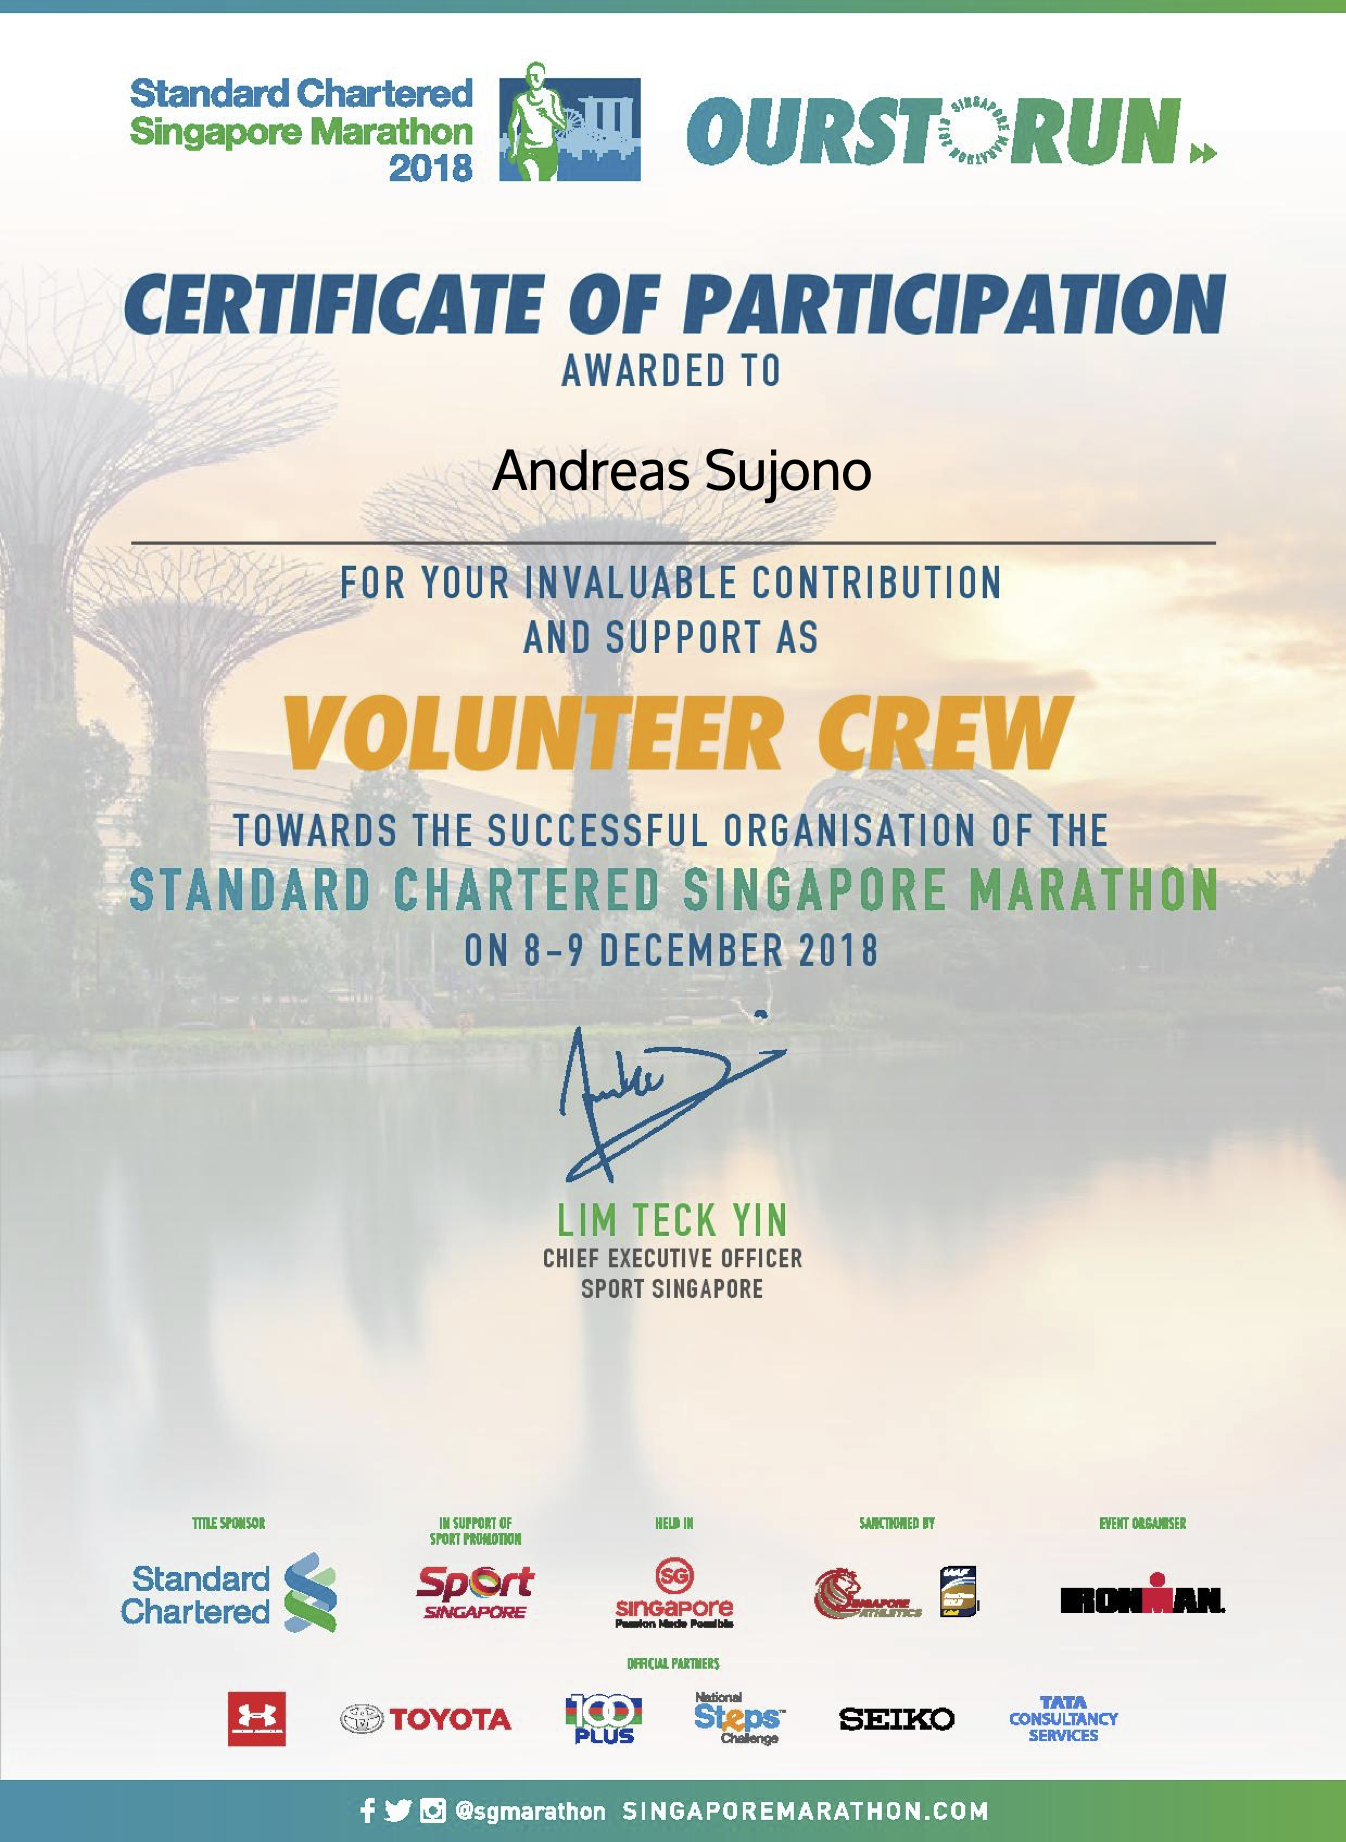 Standard Chartered
Singapore Marathon
2018
OURSTORUN
SINGAPORE MARATHON 2018
CERTIFICATE OF PARTICIPATION
AWARDED TO
Andreas Sujono
FOR YOUR INVALUABLE CONTRIBUTION
AND SUPPORT AS
VOLUNTEER CREW
TOWARDS THE SUCCESSFUL ORGANISATION OF THE
STANDARD CHARTERED SINGAPORE MARATHON
ON 8-9 DECEMBER 2018
LIM TECK YIN
CHIEF EXECUTIVE OFFICER
SPORT SINGAPORE
TITLE SPONSOR
IN SUPPORT OF
SPORT PROMOTION
HELD IN
SANCTIONED BY
EVENT ORGANISER
Standard
Chartered
Sport
SINGAPORE
SG
singapore
Passion Made Possible
SINGAPORE
ATHLETICS
IAAF
IRONMAN
OFFICIAL PARTNERS
TOYOTA
100
PLUS
National
Steps
Challenge
SEIKO
TATA
CONSULTANCY
SERVICES
@sgmarathon SINGAPOREMARATHON.COM